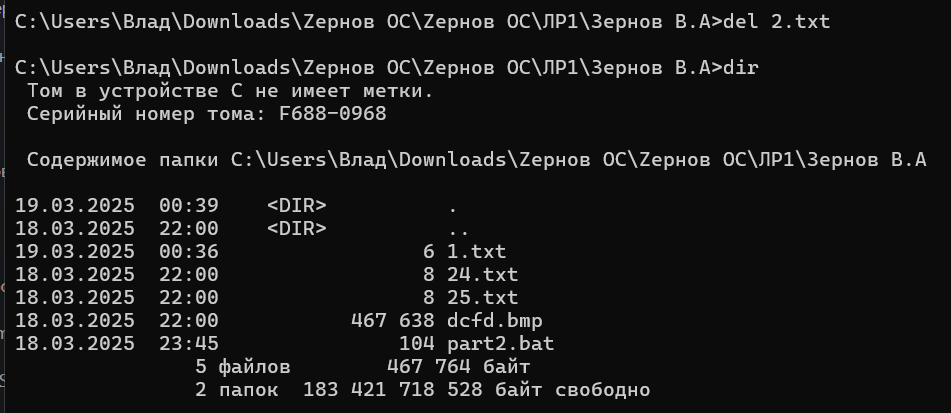 C:\Users\Влад\Downloads\Zернов ОС\Zернов ОС\ЛР1\Зернов В.А>del 2.txt
C:\Users\Влад\Downloads\Zернов ОС\Zернов ОС\ЛР1\Зернов В.А>dir
Том в устройстве C не имеет метки.
Серийный номер тома: F688-0968
Содержимое папки C:\Users\Влад\Downloads\Zернов ОС\Zернов ОС\ЛР1\Зернов В.А
19.03.2025  00:39    <DIR>          .
18.03.2025  22:00    <DIR>          ..
19.03.2025  00:36                 6 1.txt
18.03.2025  22:00                 8 24.txt
18.03.2025  22:00                 8 25.txt
18.03.2025  22:00           467 638 dcfd.bmp
18.03.2025  23:45               104 part2.bat
5 файлов        467 764 байт
2 папок  183 421 718 528 байт свободно